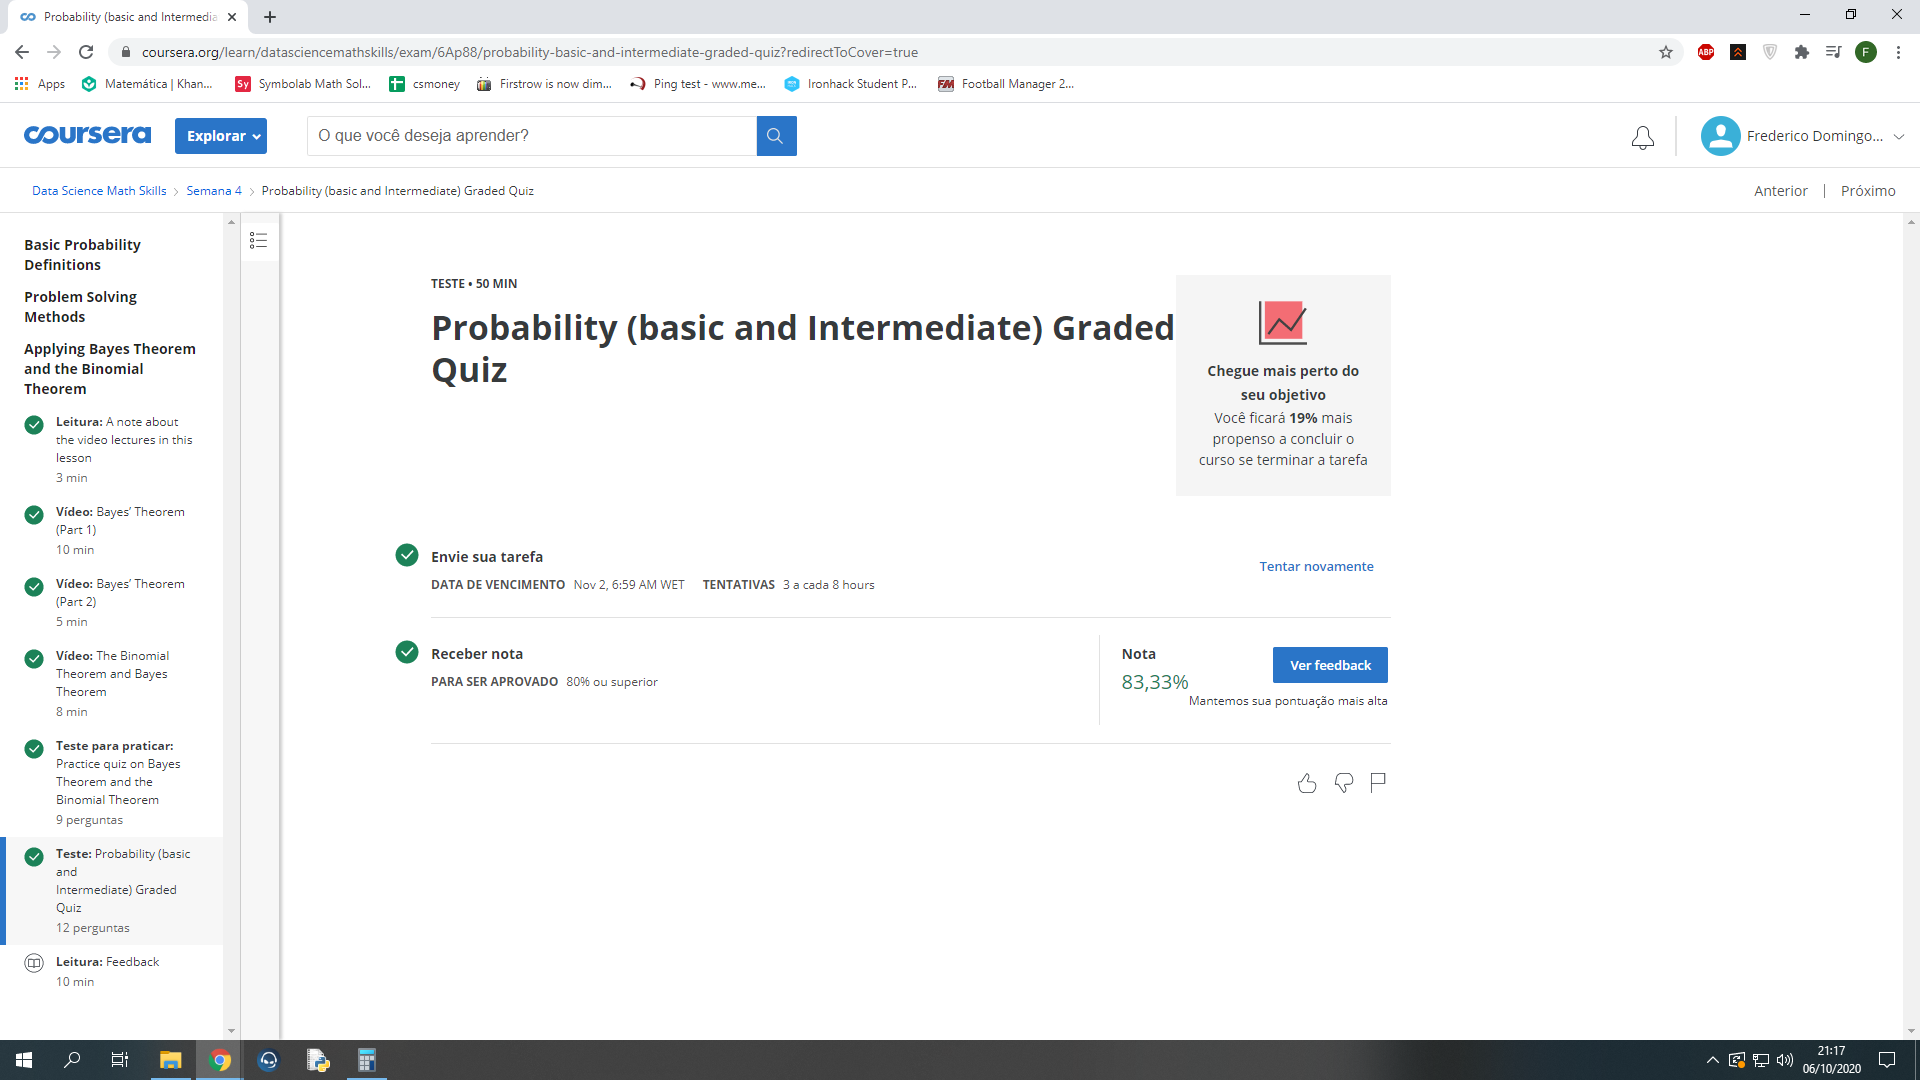 Probability (basic and Intermedia
coursera.org/learn/datasciencemathskills/exam/6Ap88/probability-basic-and-intermediate-graded-quiz?redirectToCover=true
ABP
F
Apps
Matemática | Khan...
Sy
Symbolab Math Sol...
csmoney
Firstrow is now dim...
Ping test - www.me...
Ironhack Student P...
FM
Football Manager 2...
coursera
Explorar
O que você deseja aprender?
Frederico Domingo...
Data Science Math Skills
Semana 4
Probability (basic and Intermediate) Graded Quiz
Anterior
|
Próximo
Basic Probability
Definitions
Problem Solving
Methods
Applying Bayes Theorem
and the Binomial
Theorem
Leitura: A note about
the video lectures in this
lesson
3 min
Vídeo: Bayes’ Theorem
(Part 1)
10 min
Vídeo: Bayes’ Theorem
(Part 2)
5 min
Vídeo: The Binomial
Theorem and Bayes
Theorem
8 min
Teste para praticar:
Practice quiz on Bayes
Theorem and the
Binomial Theorem
9 perguntas
Teste: Probability (basic
and
Intermediate) Graded
Quiz
12 perguntas
Leitura: Feedback
10 min
TESTE • 50 MIN
Probability (basic and Intermediate) Graded
Quiz
Chegue mais perto do
seu objetivo
Você ficará 19% mais
propenso a concluir o
curso se terminar a tarefa
Envie sua tarefa
DATA DE VENCIMENTO Nov 2, 6:59 AM WET TENTATIVAS 3 a cada 8 hours
Tentar novamente
Receber nota
PARA SER APROVADO 80% ou superior
Nota
83,33%
Ver feedback
Mantemos sua pontuação mais alta
21:17
06/10/2020